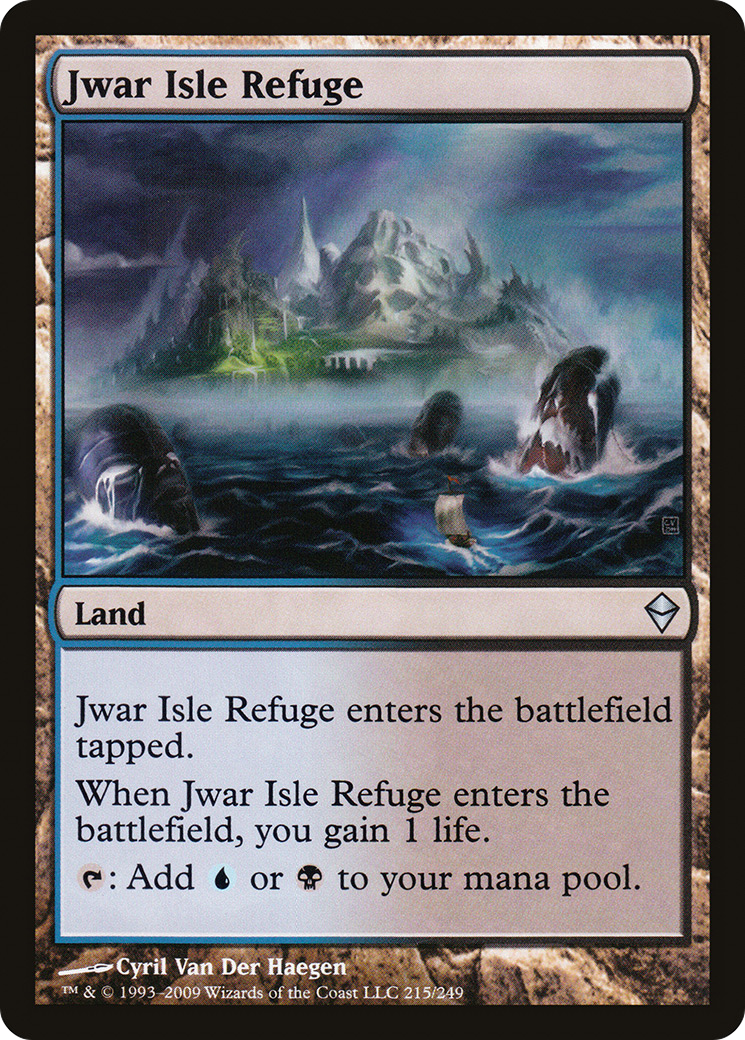 Jwar Isle Refuge
Land
Jwar Isle Refuge enters the battlefield
tapped.
When Jwar Isle Refuge enters the
battlefield, you gain 1 life.
: Add or to your mana pool.
Cyril Van Der Haegen
™ & © 1993–2009 Wizards of the Coast LLC 215/249